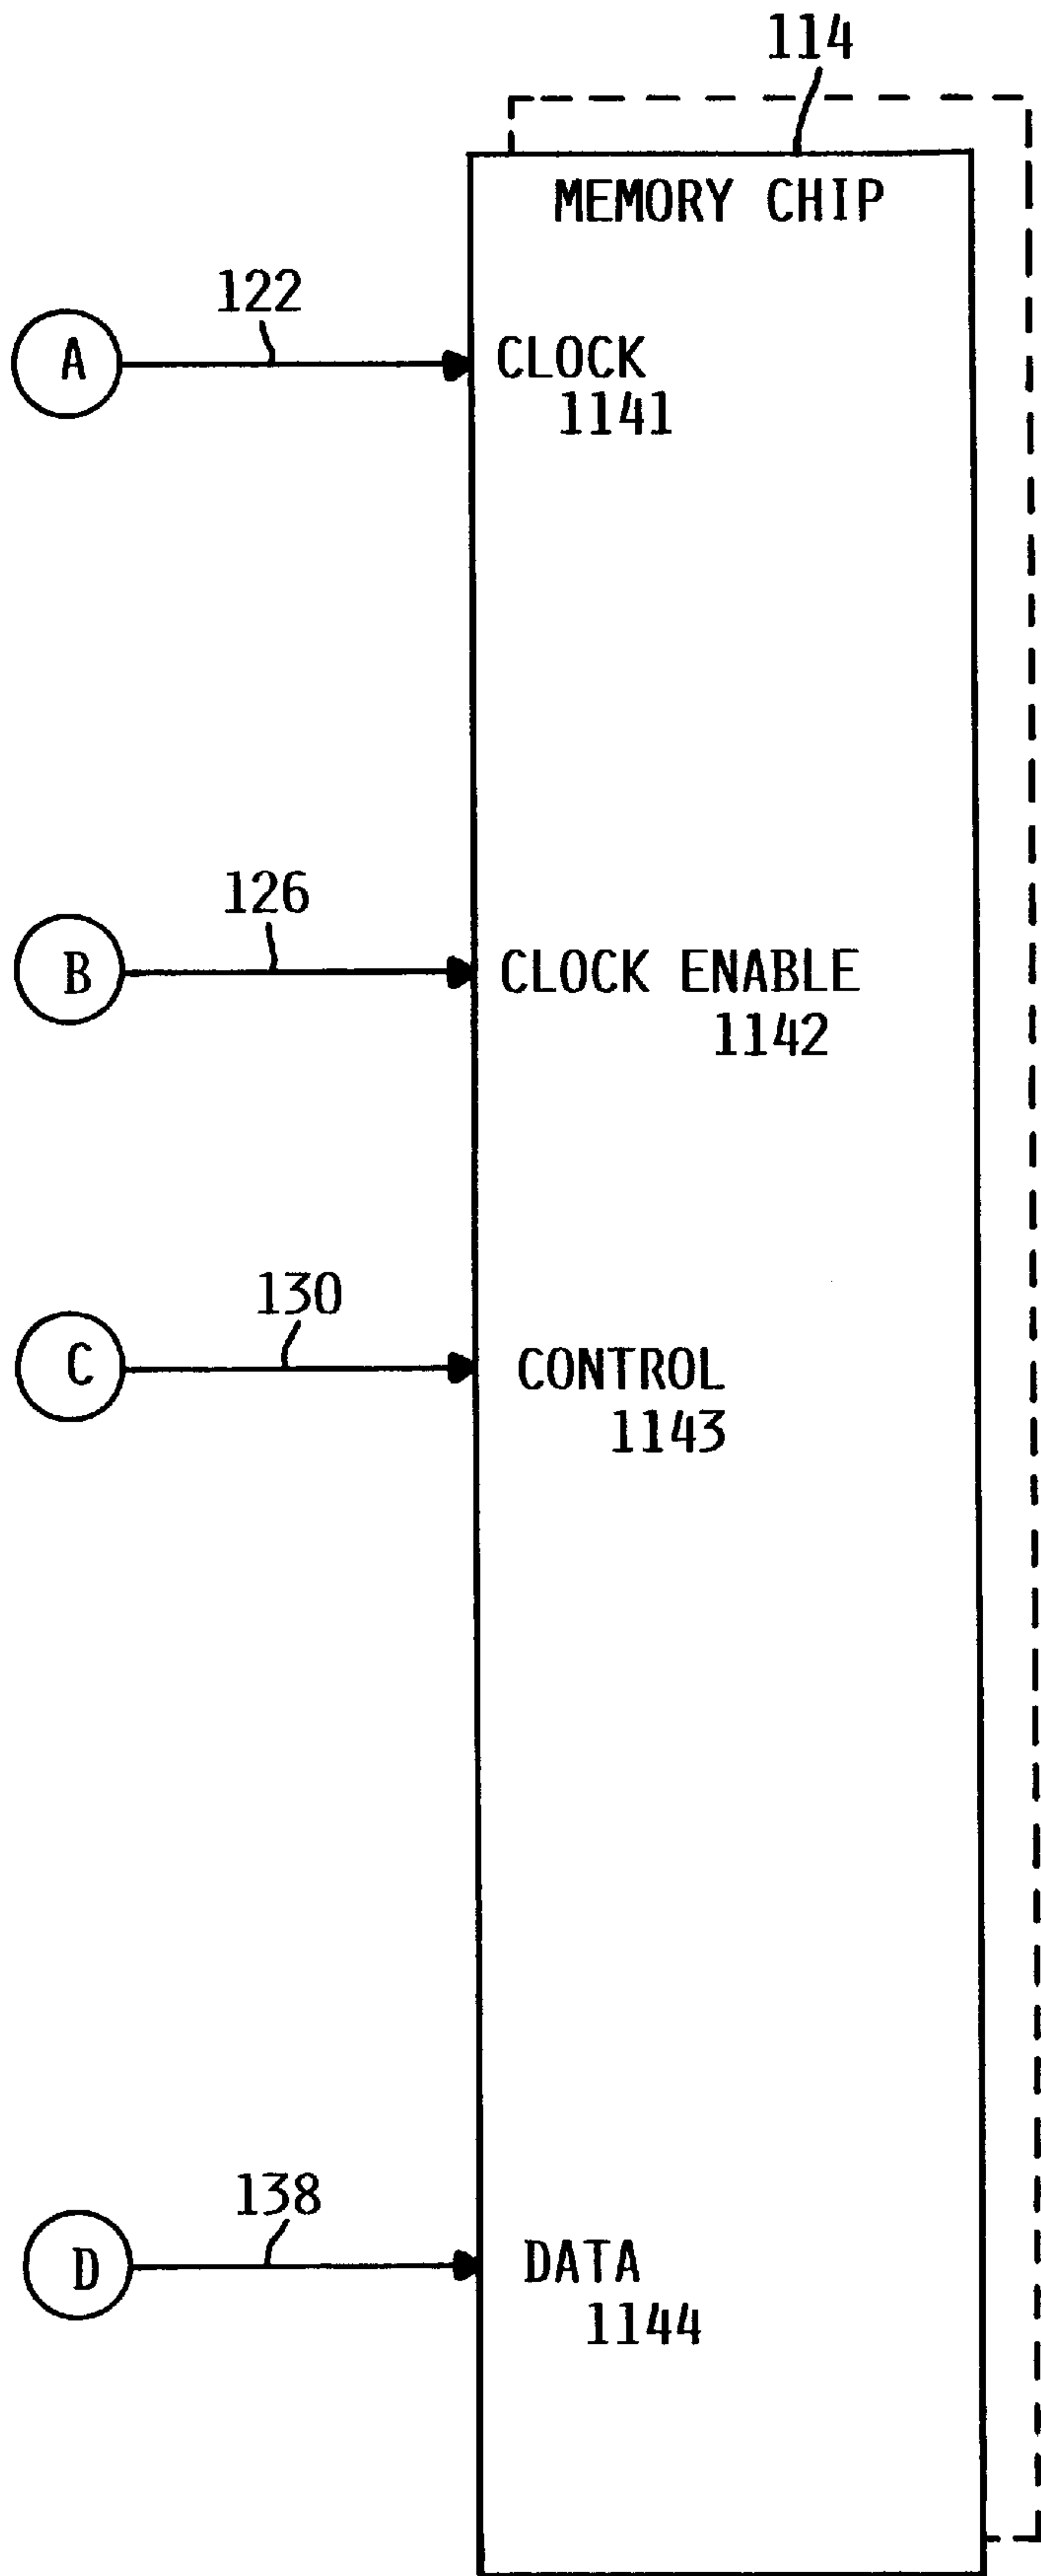 114
MEMORY CHIP
122
A
CLOCK
1141
126
B
CLOCK ENABLE
1142
130
C
CONTROL
1143
138
D
DATA
1144